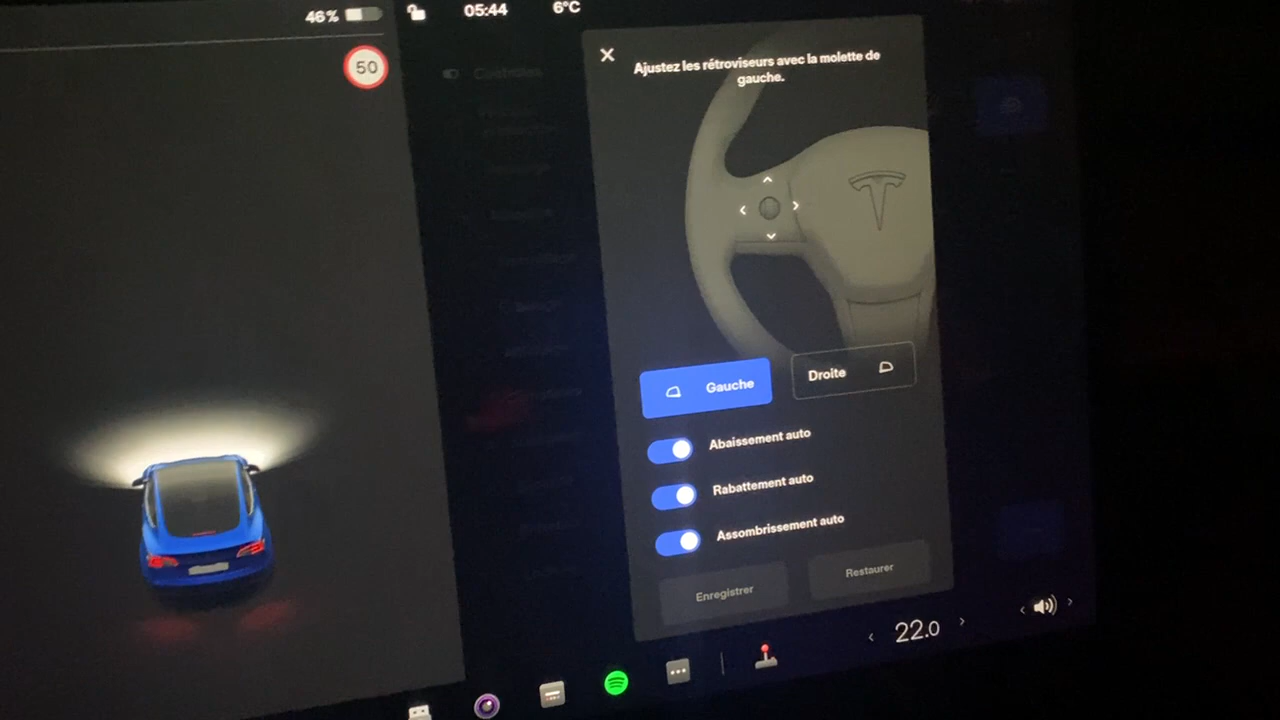 46%
05:44
6°C
50
Contrôles
Ajustez les rétroviseurs avec la molette de
gauche.
Gauche
Droite
Abaissement auto
Rabattement auto
Assombrissement auto
Enregistrer
Restaurer
22.0